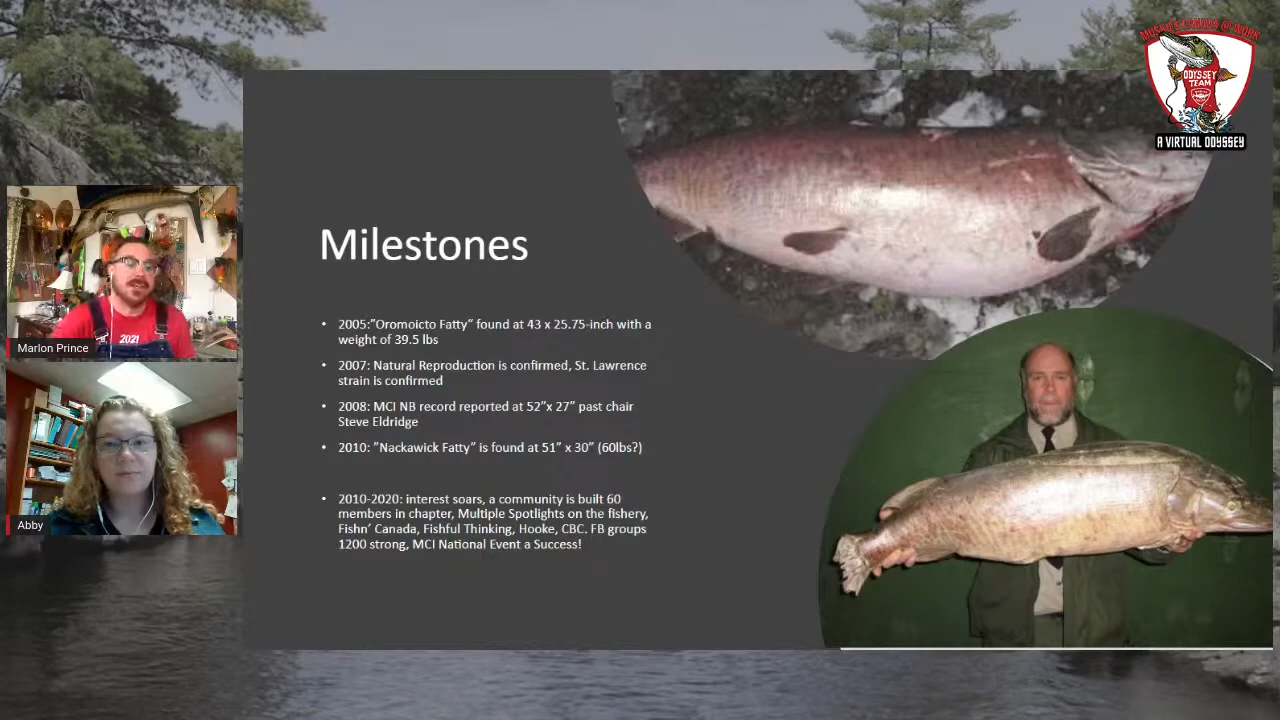 MUSKIES CANADA @ WORK
ODYSSEY
TEAM
A VIRTUAL ODYSSEY
Milestones
• 2005:”Oromoicto Fatty“ found at 43 x 25.75-inch with a
weight of 39.5 lbs
• 2007: Natural Reproduction is confirmed, St. Lawrence
strain is confirmed
• 2008: MCI NB record reported at 52”x 27” past chair
Steve Eldridge
• 2010: ”Nackawick Fatty” is found at 51” x 30” (60lbs?)
• 2010-2020: interest soars, a community is built 60
members in chapter, Multiple Spotlights on the fishery,
Fishn’ Canada, Fishful Thinking, Hooke, CBC. FB groups
1200 strong, MCI National Event a Success!
2021
Marlon Prince
Abby